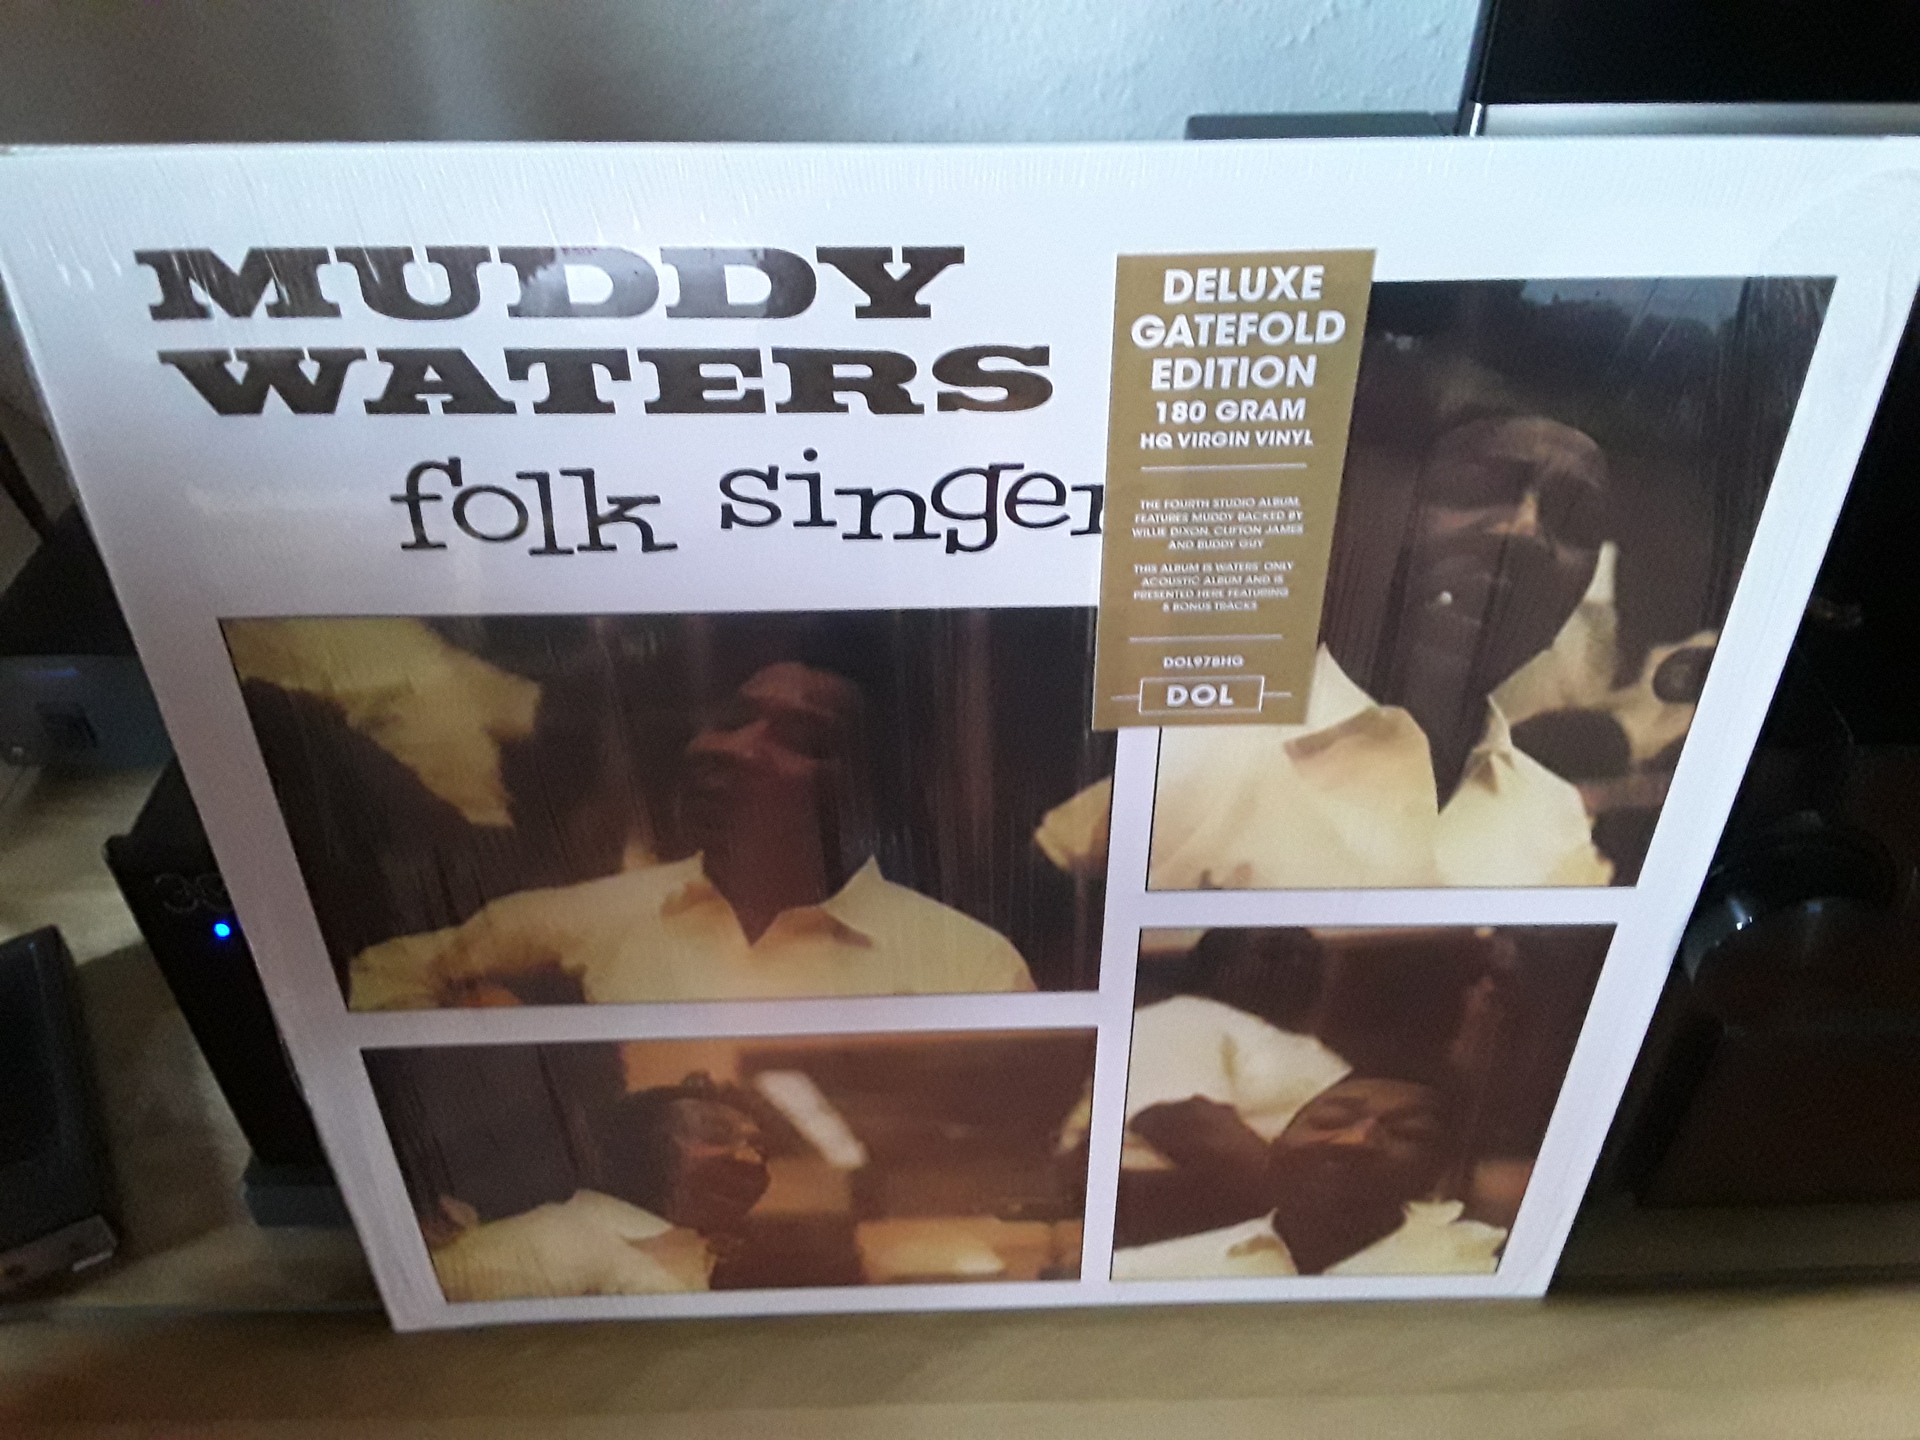 MUDDY
WATERS
folk singer
DELUXE
GATEFOLD
EDITION
180 GRAM
HQ VIRGIN VINYL
THE FOURTH STUDIO ALBUM,
FEATURES MUDDY BACKED BY
WILLIE DIXON, CLIFTON JAMES
AND BUDDY GUY
THIS ALBUM IS WATERS' ONLY
ACOUSTIC ALBUM AND IS
PRESENTED HERE FEATURING
BONUS TRACKS
DOL978HQ
DOL